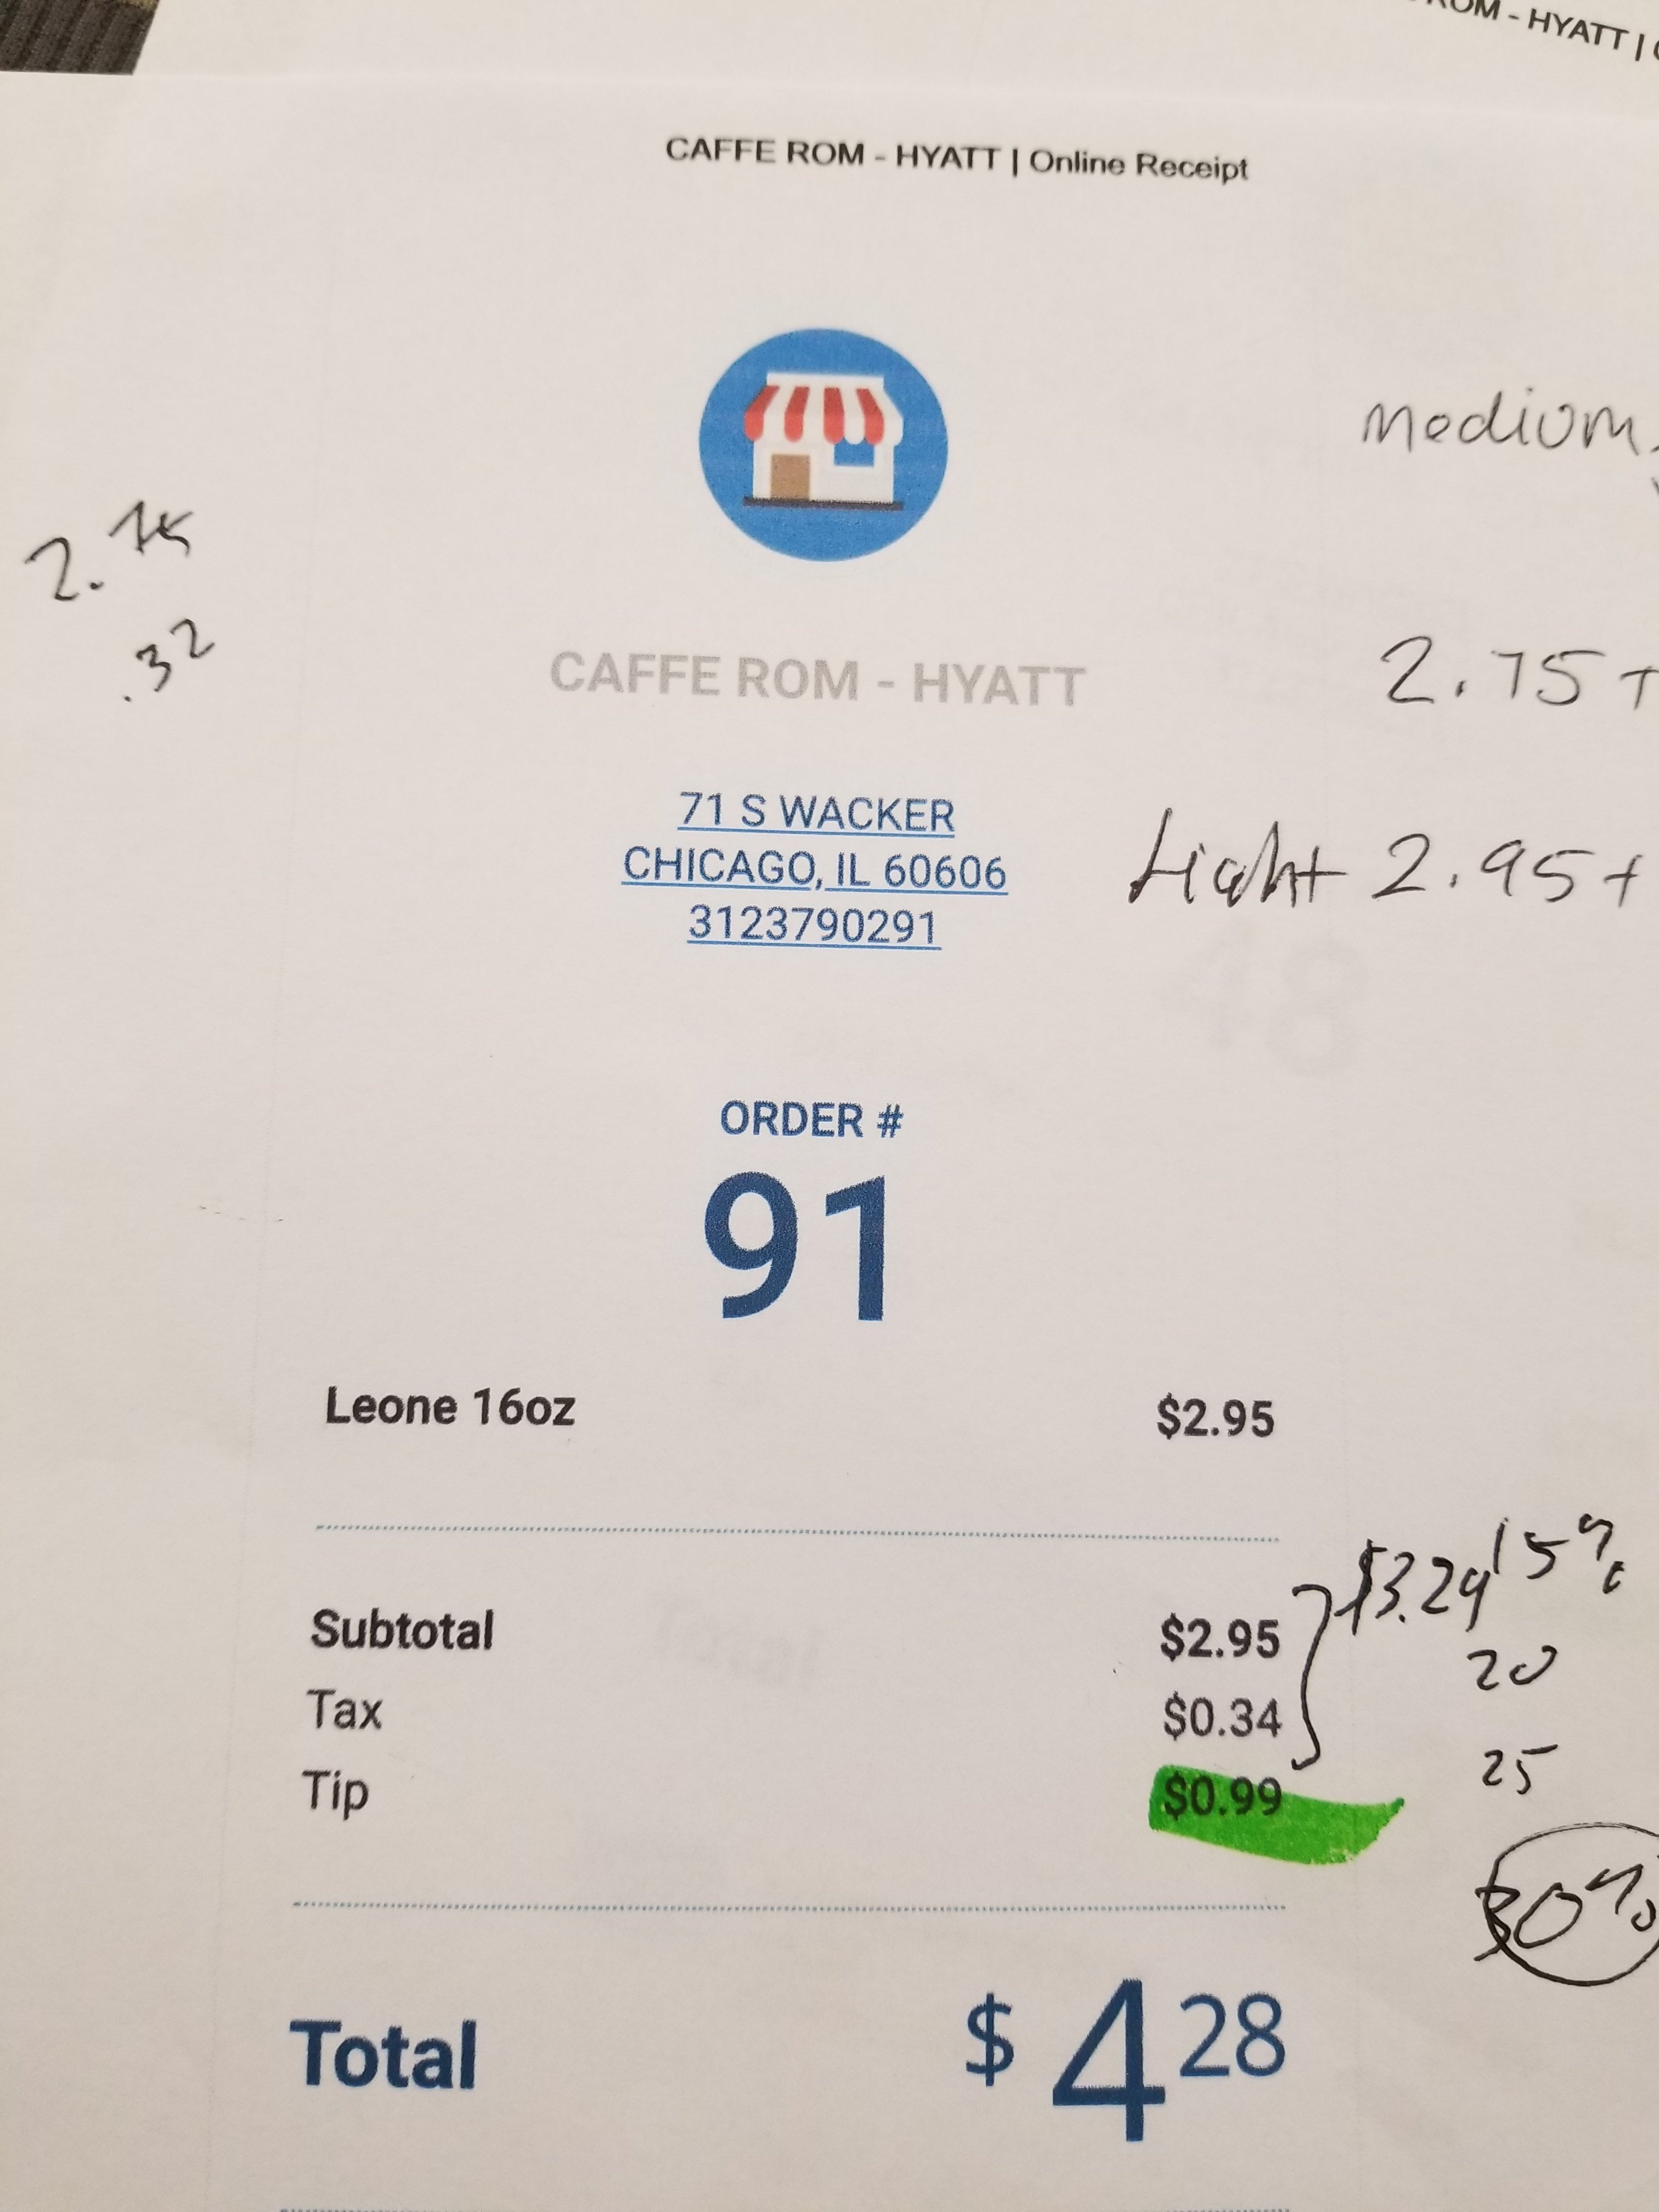 ROM - HYATT |
CAFFE ROM - HYATT | Online Receipt
medium
2.75
.32
CAFFE ROM - HYATT
2.75 +
71 S WACKER
CHICAGO, IL 60606
3123790291
Light 2.95 +
ORDER #
91
Leone 16oz $2.95
Subtotal $2.95
Tax $0.34
Tip $0.99
$3.29 15%
20
25
30%
Total $4 28